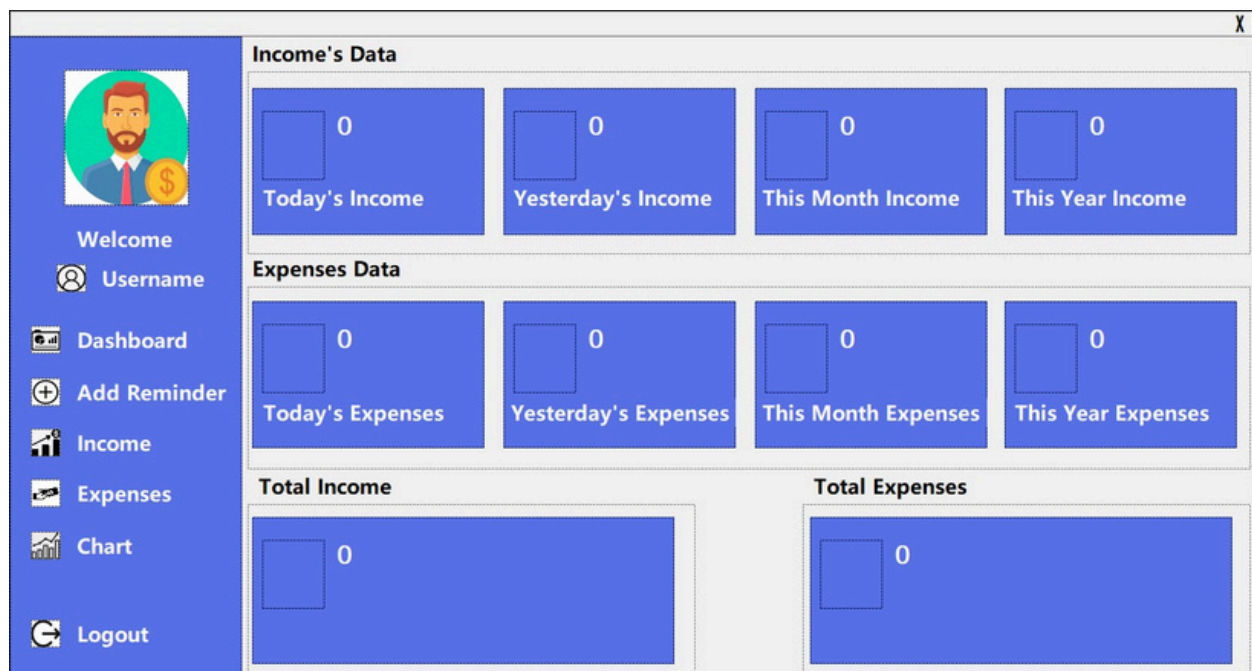 X
Welcome
Username
Dashboard
Add Reminder
Income
Expenses
Chart
Logout
Income's Data
0
Today's Income
0
Yesterday's Income
0
This Month Income
0
This Year Income
Expenses Data
0
Today's Expenses
0
Yesterday's Expenses
0
This Month Expenses
0
This Year Expenses
Total Income
0
Total Expenses
0